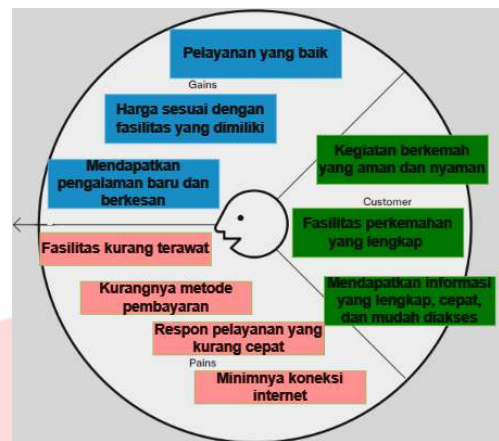 Pelayanan yang baik
Gains
Harga sesuai dengan
fasilitas yang dimiliki
Mendapatkan
pengalaman baru dan
berkesan
Kegiatan berkemah
yang aman dan nyaman
Customer
Fasilitas perkemahan
yang lengkap
Mendapatkan informasi
yang lengkap, cepat,
dan mudah diakses
Fasilitas kurang terawat
Kurangnya metode
pembayaran
Respon pelayanan yang
kurang cepat
Pains
Minimnya koneksi
internet